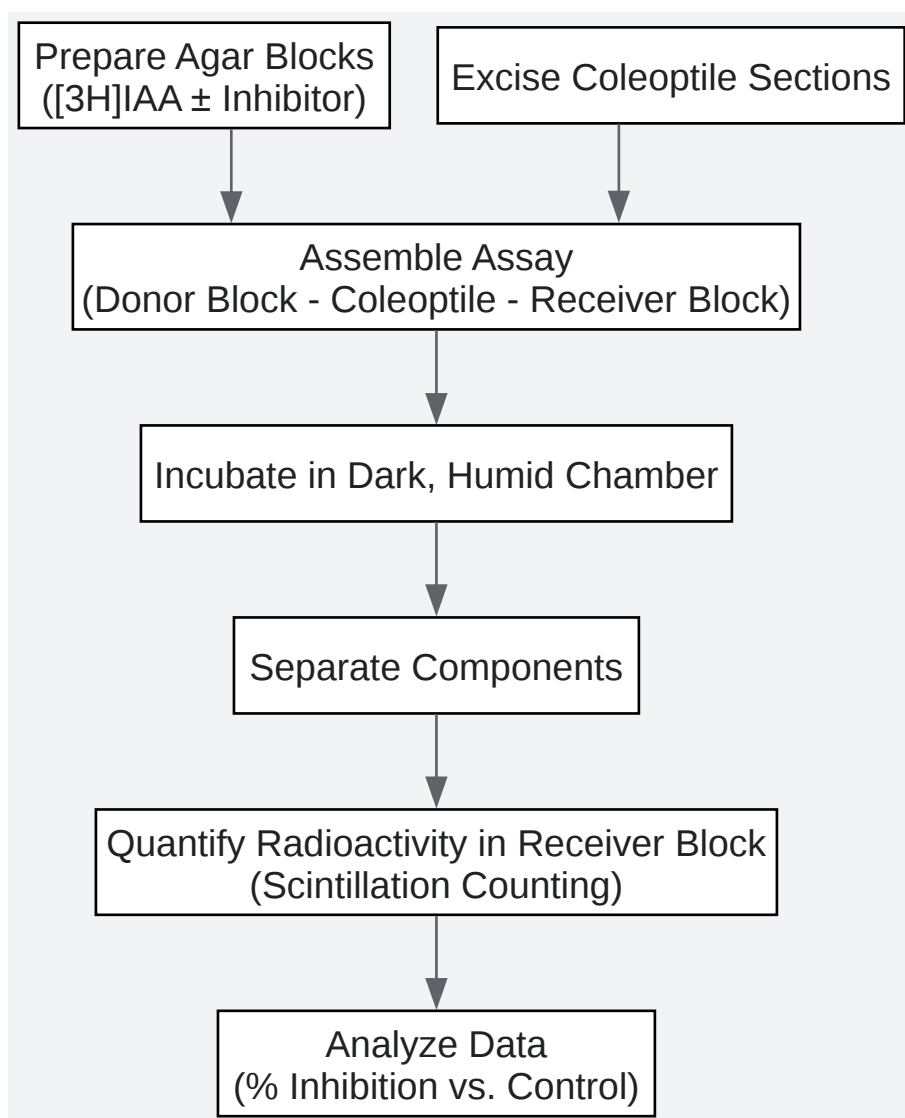 Prepare Agar Blocks
([3H]IAA ± Inhibitor)
Excise Coleoptile Sections
Assemble Assay
(Donor Block - Coleoptile - Receiver Block)
Incubate in Dark, Humid Chamber
Separate Components
Quantify Radioactivity in Receiver Block
(Scintillation Counting)
Analyze Data
(% Inhibition vs. Control)